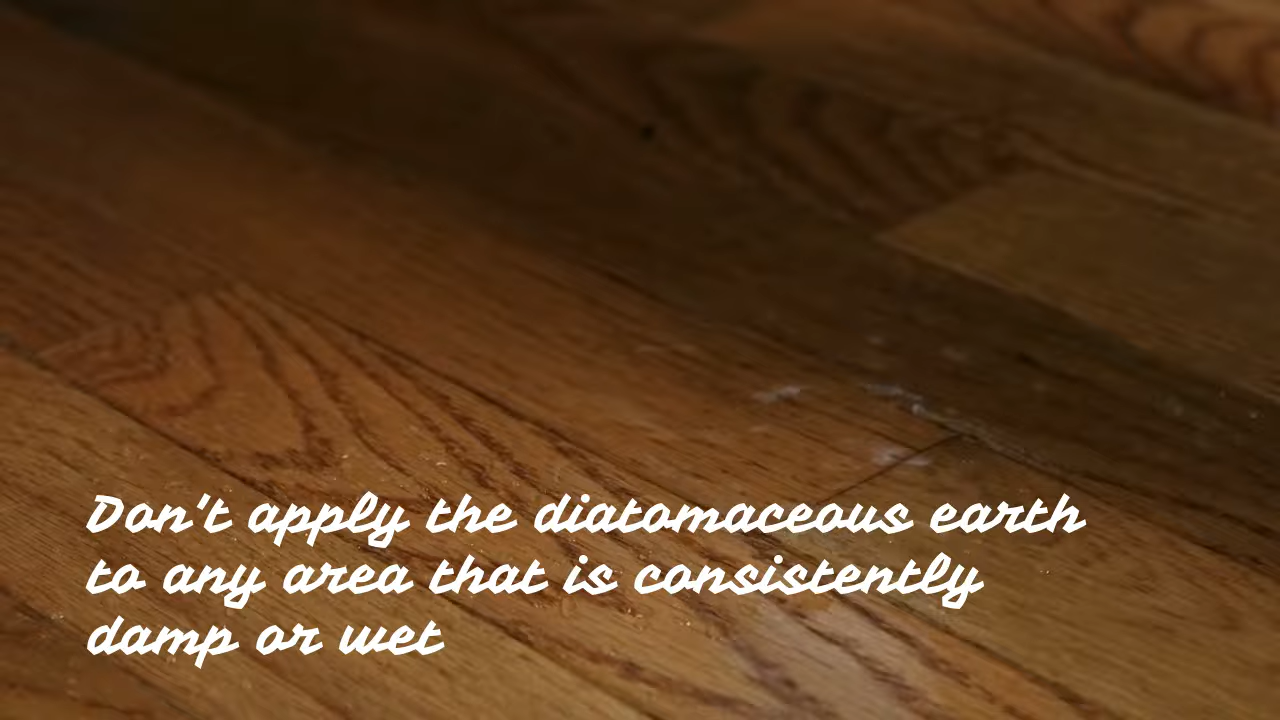 Don't apply the diatomaceous earth
to any area that is consistently
damp or wet